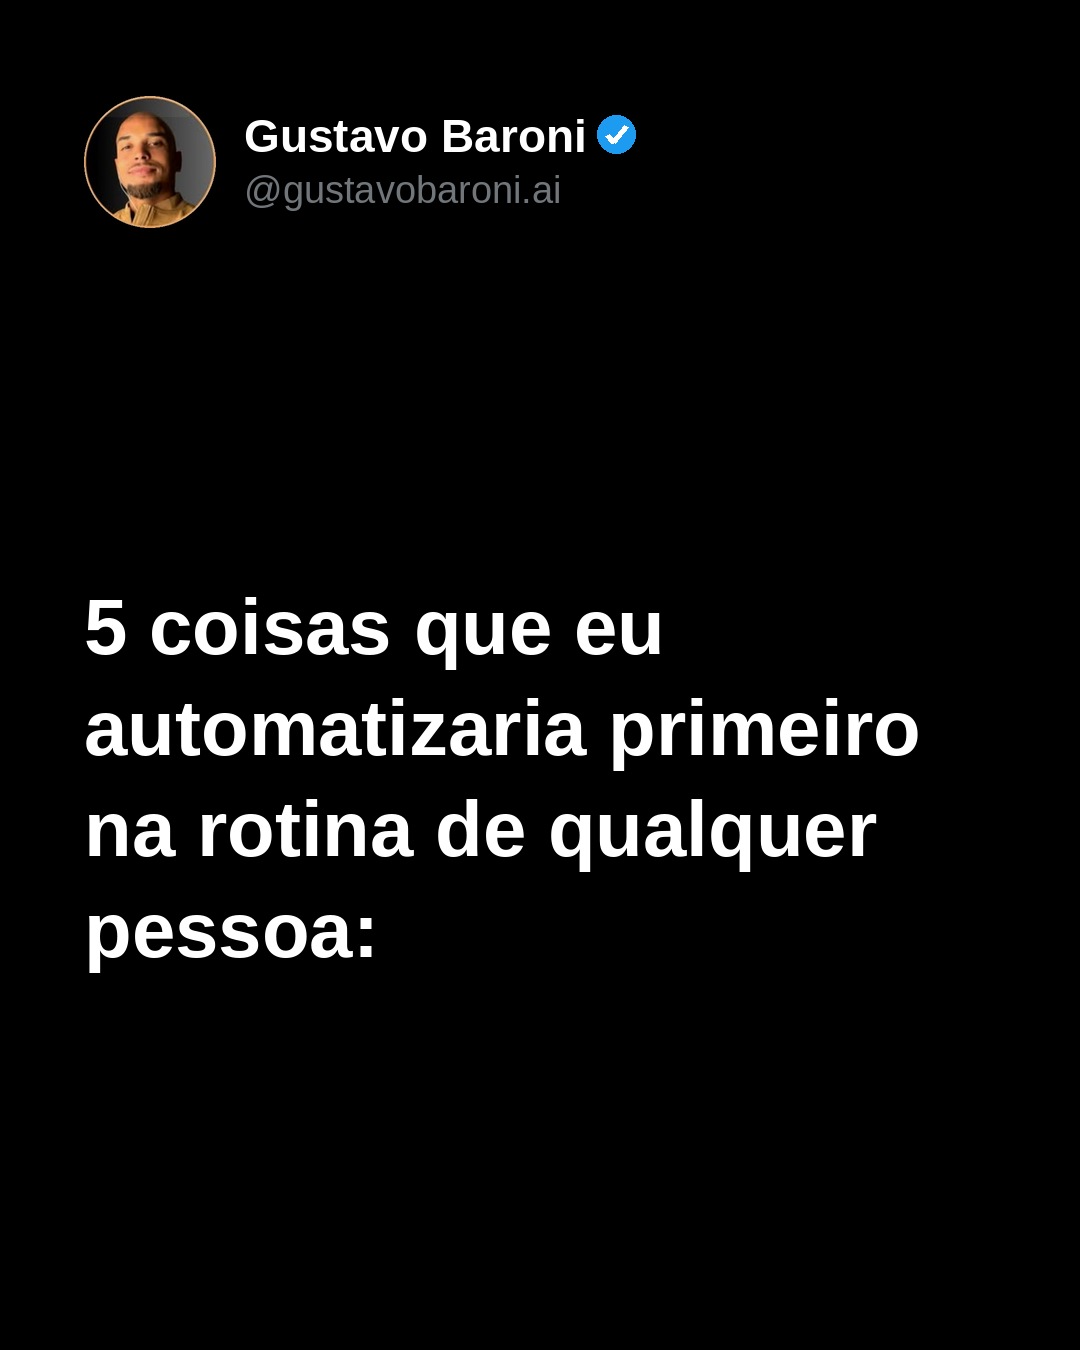 Gustavo Baroni
@gustavobaroni.ai
5 coisas que eu
automatizaria primeiro
na rotina de qualquer
pessoa: